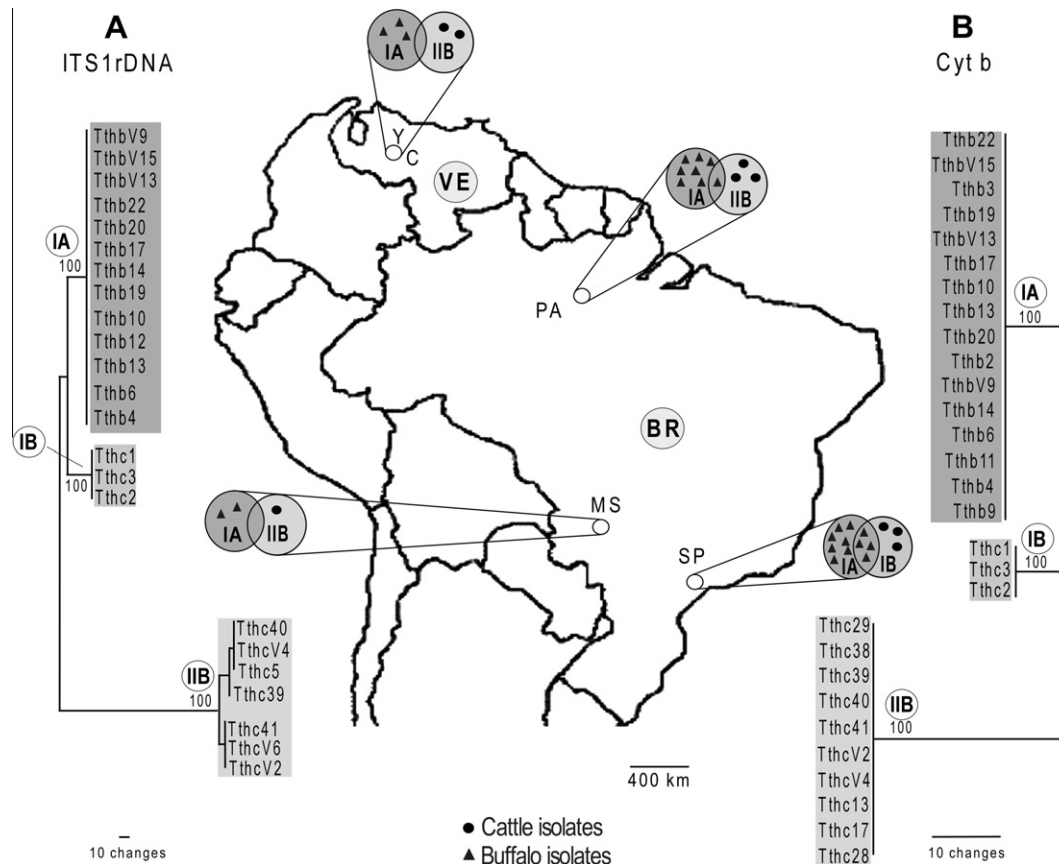 A
ITS1rDNA
TthbV9
TthbV15
TthbV13
Tthb22
Tthb20
Tthb17
Tthb14
Tthb19
Tthb10
Tthb12
Tthb13
Tthb6
Tthb4
IA
100
IB
100
Tthc1
Tthc3
Tthc2
IIB
100
Tthc40
TthcV4
Tthc5
Tthc39
Tthc41
TthcV6
TthcV2
10 changes
IA IIB
Y
C
VE
IA IIB
PA
BR
MS
IA IIB
SP
IA IB
400 km
Cattle isolates
Buffalo isolates
B
Cyt b
Tthb22
TthbV15
Tthb3
Tthb19
TthbV13
Tthb17
Tthb10
Tthb13
Tthb20
Tthb2
TthbV9
Tthb14
Tthb6
Tthb11
Tthb4
Tthb9
IA
100
Tthc1
Tthc3
Tthc2
IB
100
Tthc29
Tthc38
Tthc39
Tthc40
Tthc41
TthcV2
TthcV4
Tthc13
Tthc17
Tthc28
IIB
100
10 changes